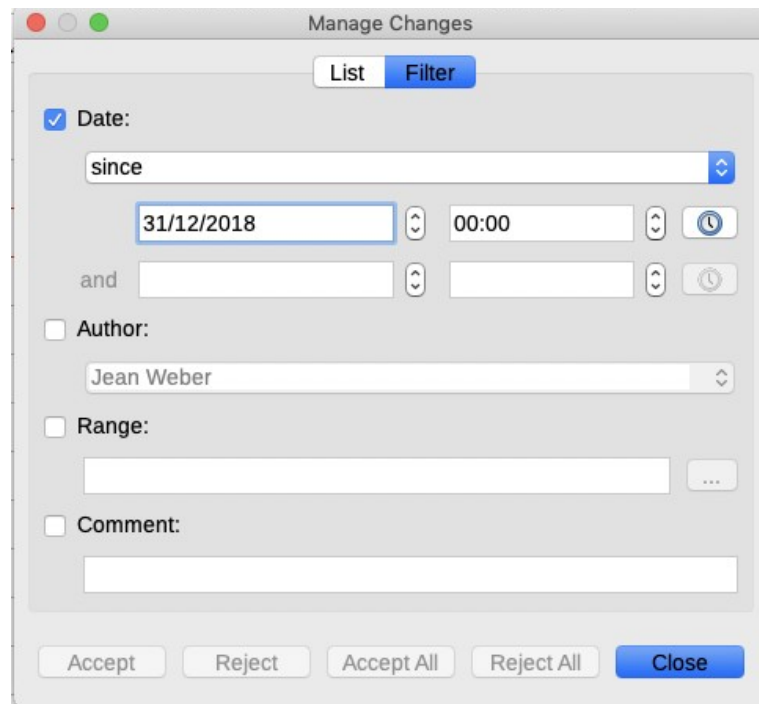 Manage Changes
List Filter
Date:
since
31/12/2018 00:00
and
Author:
Jean Weber
Range:
...
Comment:
Accept Reject Accept All Reject All Close